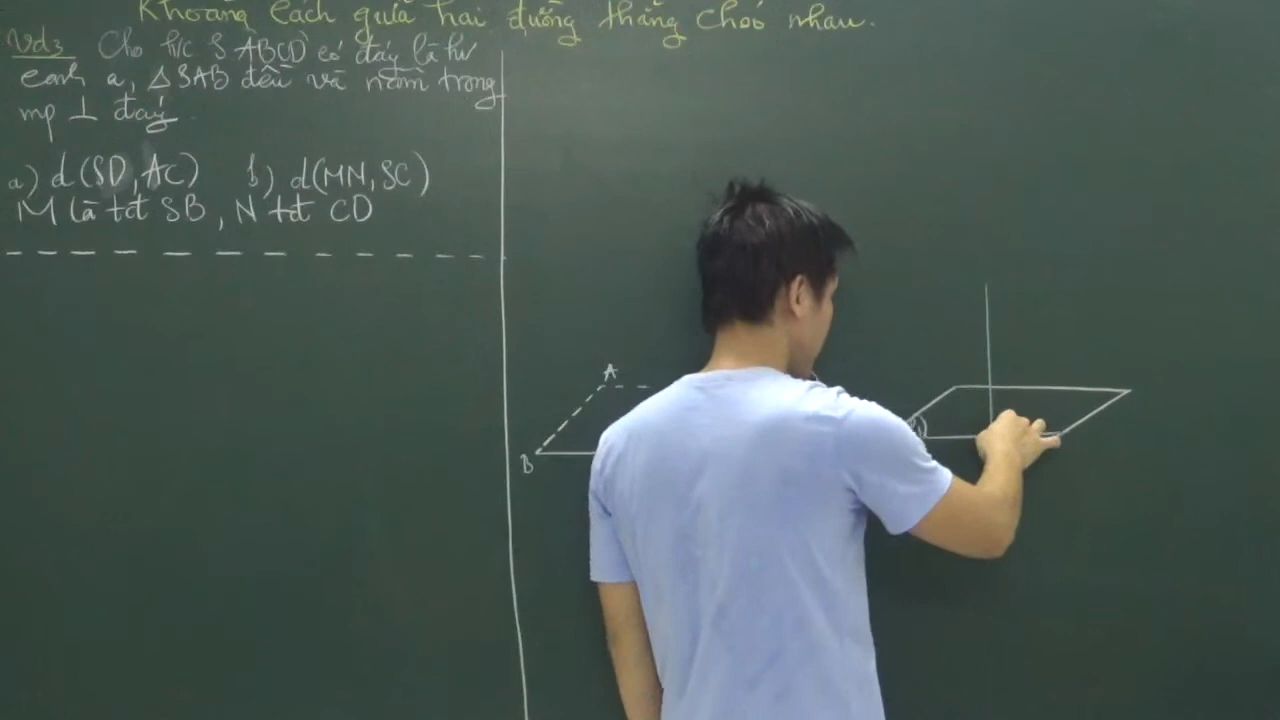 Khoảng cách giữa hai đường thẳng chéo nhau.
Vd3 Cho h/c S ABCD có đáy là hv
cạnh a, △SAB đều và nằm trong
mp ⊥ đáy.
a) d(SD, AC) b) d(MN, SC)
M là tđ SB, N tđ CD
A
B